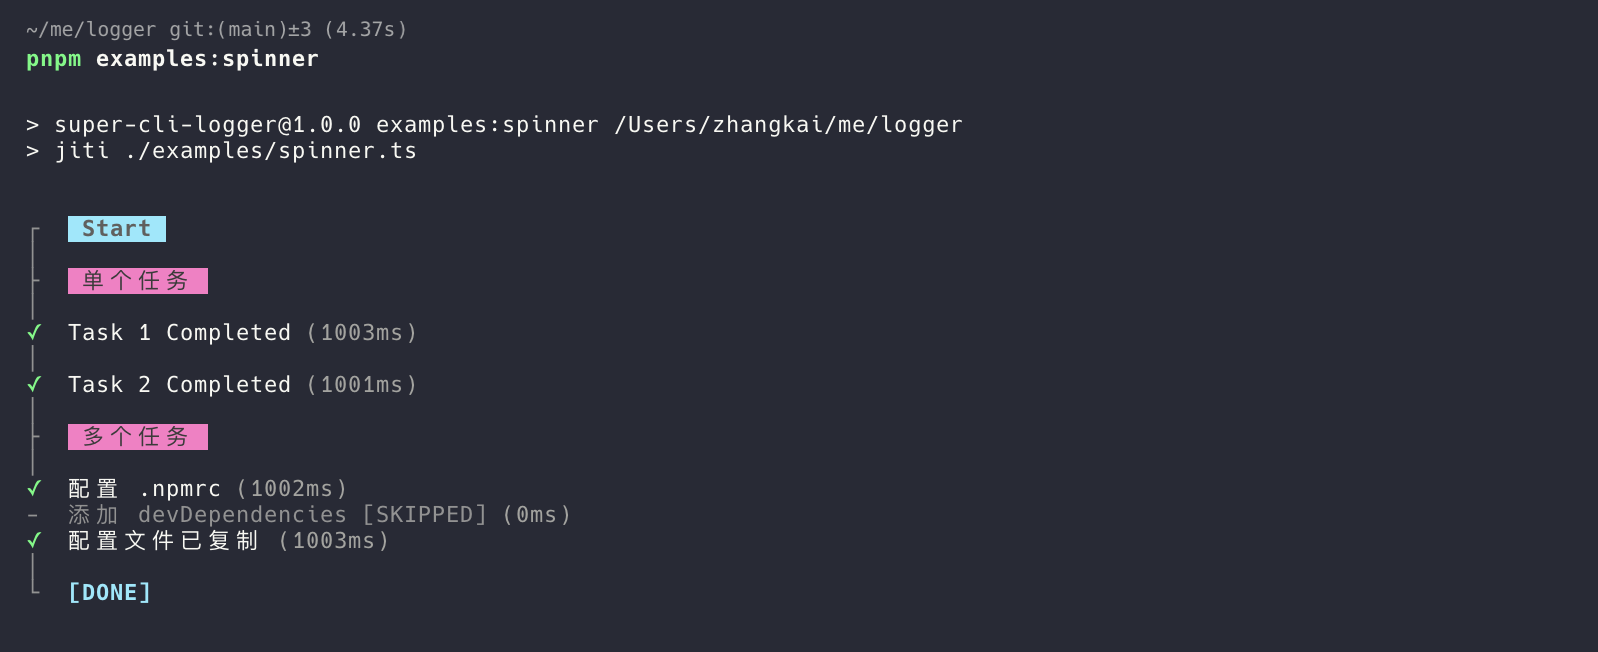 ~/me/logger git:(main)±3 (4.37s)
pnpm examples:spinner
> super-cli-logger@1.0.0 examples:spinner /Users/zhangkai/me/logger
> jiti ./examples/spinner.ts
Start
单个任务
✓ Task 1 Completed (1003ms)
✓ Task 2 Completed (1001ms)
多个任务
✓ 配置 .npmrc (1002ms)
- 添加 devDependencies [SKIPPED] (0ms)
✓ 配置文件已复制 (1003ms)
[DONE]